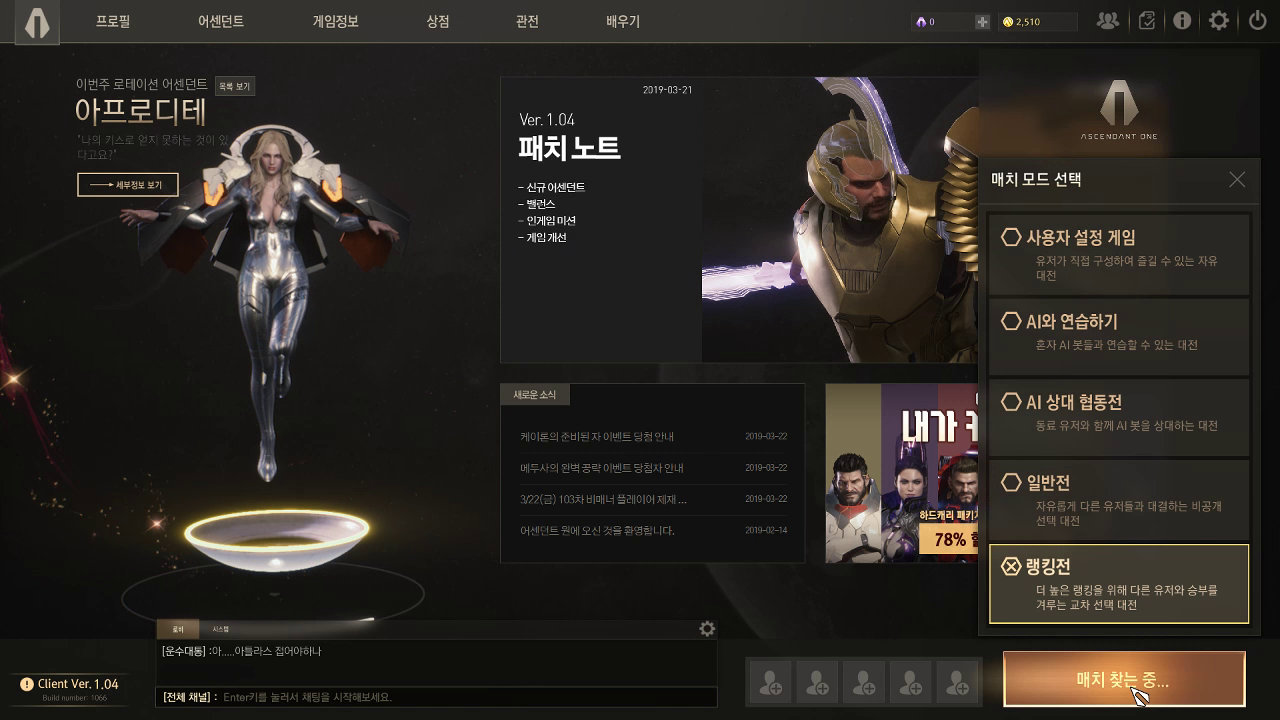 프로필
어센던트
게임정보
상점
관전
배우기
0
2,510
이번주 로테이션 어센던트
목록 보기
아프로디테
"나의 키스로 얻지 못하는 것이 있
다고요?"
세부정보 보기
2019-03-21
Ver. 1.04
패치 노트
- 신규 어센던트
- 밸런스
- 인게임 미션
- 게임 개선
ASCENDANT ONE
매치 모드 선택
사용자 설정 게임
유저가 직접 구성하여 즐길 수 있는 자유
대전
AI와 연습하기
혼자 AI 봇들과 연습할 수 있는 대전
AI 상대 협동전
동료 유저와 함께 AI 봇을 상대하는 대전
일반전
자유롭게 다른 유저들과 대결하는 비공개
선택 대전
랭킹전
더 높은 랭킹을 위해 다른 유저와 승부를
겨루는 교차 선택 대전
새로운 소식
케이론의 준비된 자 이벤트 당첨 안내
2019-03-22
메두사의 완벽 공략 이벤트 당첨자 안내
2019-03-22
3/22(금) 103차 비매너 플레이어 제재 ...
2019-03-22
어센던트 원에 오신 것을 환영합니다.
2019-02-14
내가
하드캐리 패키
78%
로비
시스템
[운수대통] :아.....아틀라스 접어야하나
[전체 채널] : Enter키를 눌러서 채팅을 시작해보세요.
Client Ver. 1.04
Build number: 1066
매치 찾는 중...